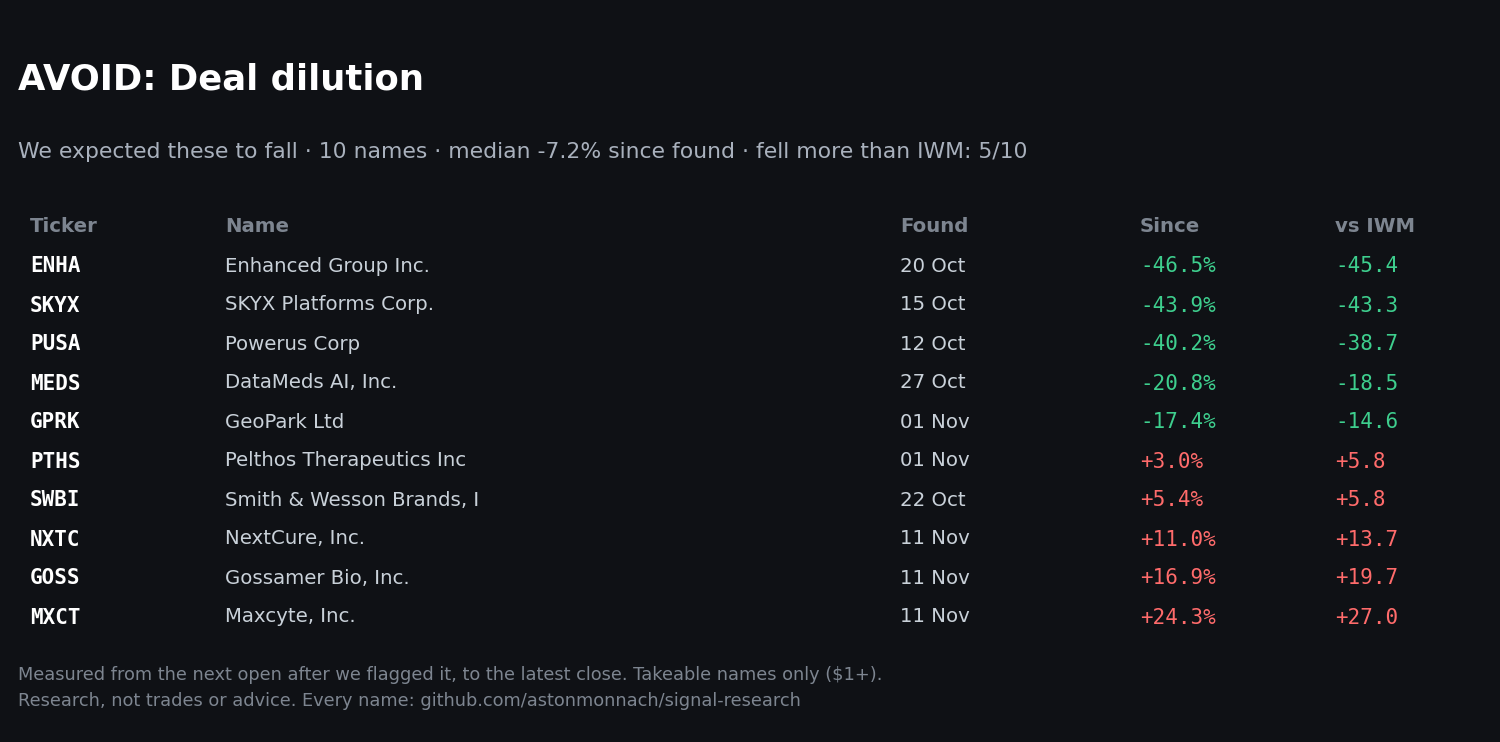 AVOID: Deal dilution
We expected these to fall · 10 names · median -7.2% since found · fell more than IWM: 5/10
Ticker Name Found Since vs IWM
ENHA Enhanced Group Inc. 20 Oct -46.5% -45.4
SKYX SKYX Platforms Corp. 15 Oct -43.9% -43.3
PUSA Powerus Corp 12 Oct -40.2% -38.7
MEDS DataMeds AI, Inc. 27 Oct -20.8% -18.5
GPRK GeoPark Ltd 01 Nov -17.4% -14.6
PTHS Pelthos Therapeutics Inc 01 Nov +3.0% +5.8
SWBI Smith & Wesson Brands, I 22 Oct +5.4% +5.8
NXTC NextCure, Inc. 11 Nov +11.0% +13.7
GOSS Gossamer Bio, Inc. 11 Nov +16.9% +19.7
MXCT Maxcyte, Inc. 11 Nov +24.3% +27.0
Measured from the next open after we flagged it, to the latest close. Takeable names only ($1+).
Research, not trades or advice. Every name: github.com/astonmonnach/signal-research